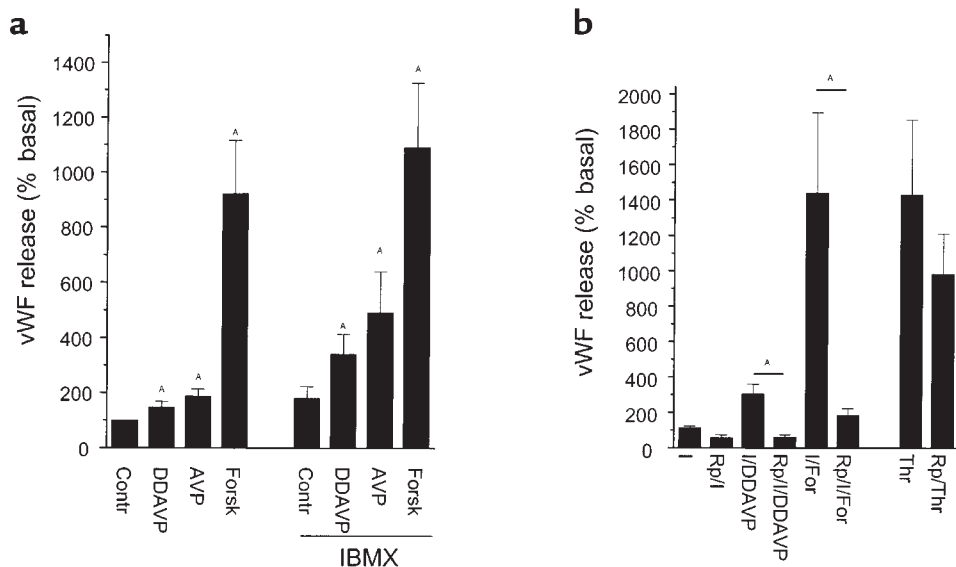 a
vWF release (% basal)
1400
1200
1000
800
600
400
200
0
A
A
A
A
A
A
Contr
DDAVP
AVP
Forsk
Contr
DDAVP
AVP
Forsk
IBMX
b
vWF release (% basal)
2000
1800
1600
1400
1200
1000
800
600
400
200
0
A
A
I
Rp/I
I/DDAVP
Rp/I/DDAVP
I/For
Rp/I/For
Thr
Rp/Thr